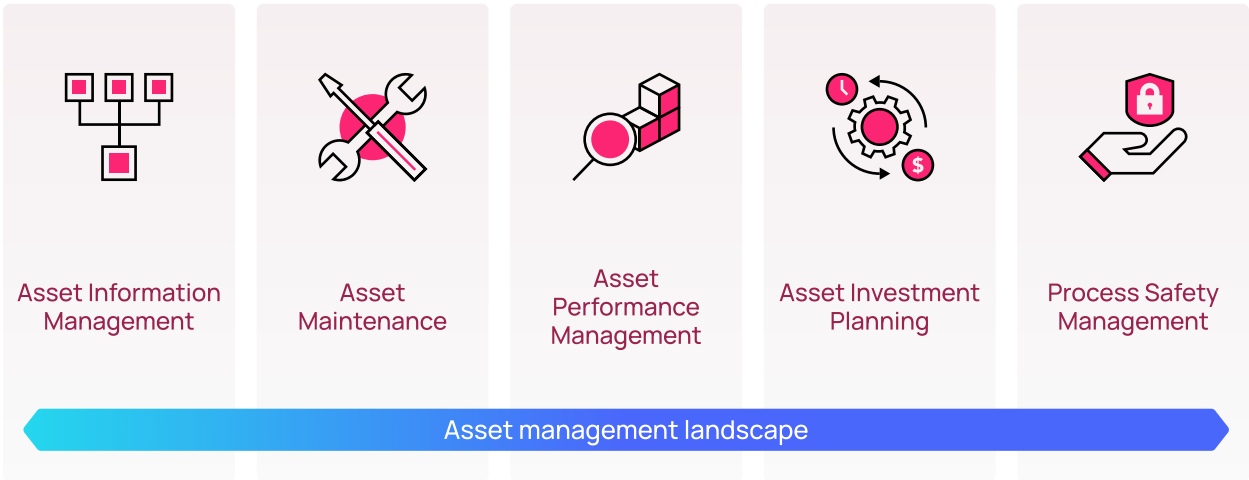 $
Asset Information
Management
Asset
Maintenance
Asset
Performance
Management
Asset Investment
Planning
Process Safety
Management
Asset management landscape